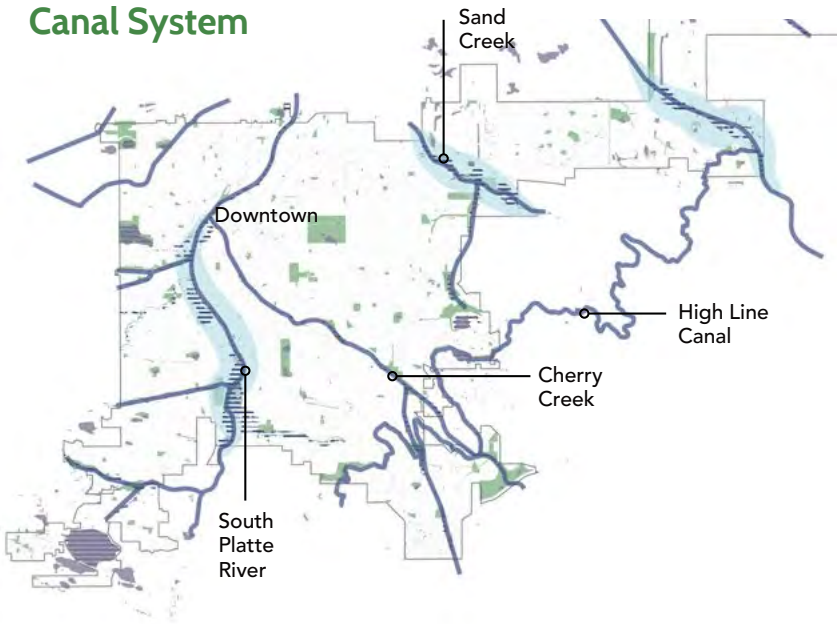 Canal System
Sand
Creek
Downtown
High Line
Canal
Cherry
Creek
South
Platte
River